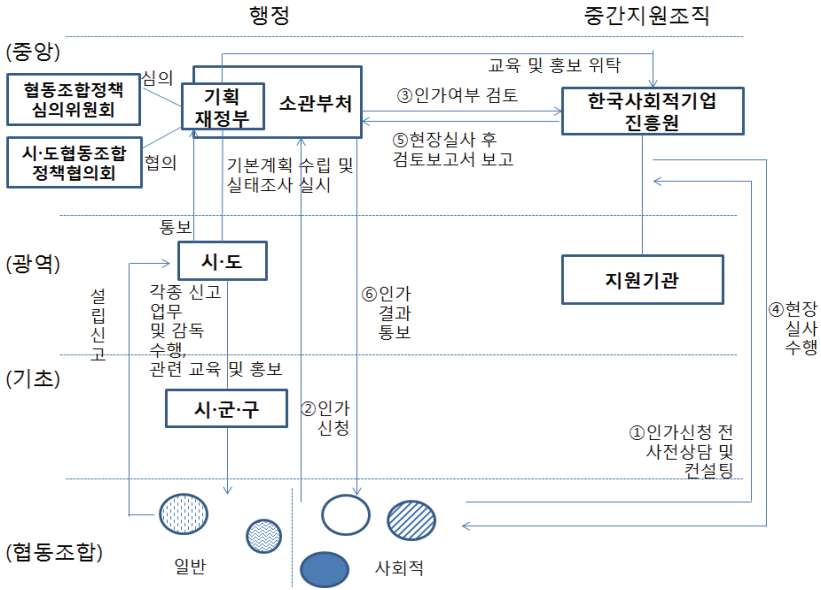 행정
중간지원조직
(중앙)
협동조합정책
심의위원회
심의
기획
재정부
소관부처
교육 및 홍보 위탁
③인가여부 검토
한국사회적기업
진흥원
시·도협동조합
정책협의회
협의
⑤현장실사 후
검토보고서 보고
기본계획 수립 및
실태조사 실시
통보
(광역)
시·도
지원기관
설
립
신
고
각종 신고
업무
및 감독
수행,
관련 교육 및 홍보
⑥인가
결과
통보
④현장
실사
수행
(기초)
시·군·구
②인가
신청
①인가신청 전
사전상담 및
컨설팅
(협동조합)
일반
사회적